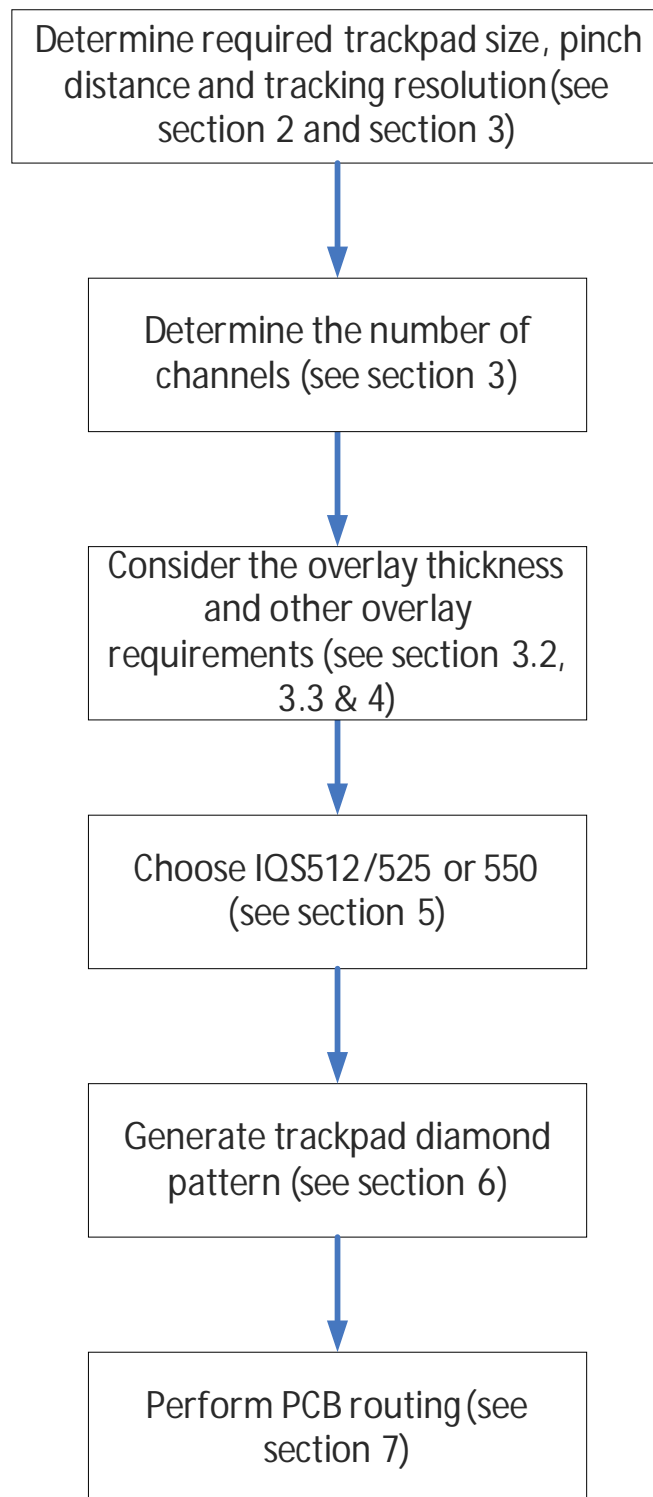 Determine required trackpad size, pinch
distance and tracking resolution(see
section 2 and section 3)
Determine the number of
channels (see section 3)
Consider the overlay thickness
and other overlay
requirements (see section 3.2,
3.3 & 4)
Choose IQS512/525 or 550
(see section 5)
Generate trackpad diamond
pattern (see section 6)
Perform PCB routing(see
section 7)